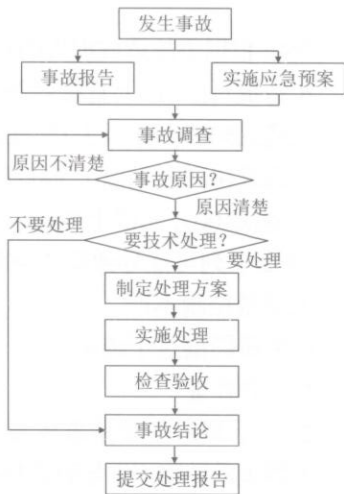 发生事故
事故报告
实施应急预案
事故调查
原因不清楚
事故原因?
原因清楚
不要处理
要技术处理?
要处理
制定处理方案
实施处理
检查验收
事故结论
提交处理报告